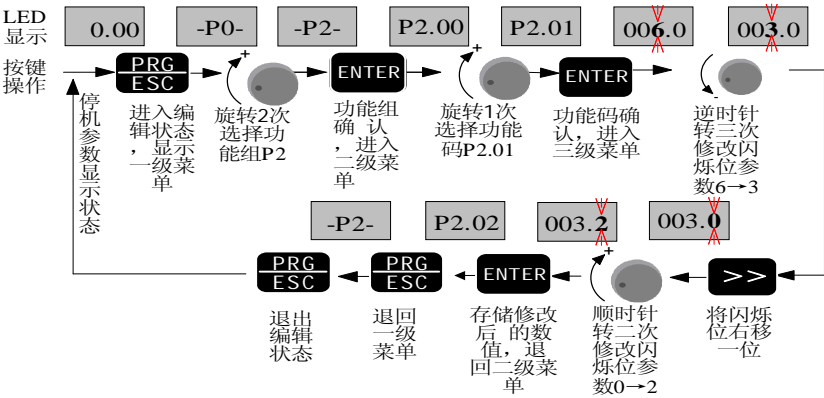 LED
显示
0.00
-P0-
-P2-
P2.00
P2.01
006.0
003.0
按键
操作
PRG
ESC
ENTER
ENTER
停机参数显示状态
进入编
辑状态
，显示
一级菜
单
旋转2次
选择功
能组P2
功能组
确 认
，进入
二级菜
单
旋转1次
选择功能
码P2.01
功能码确
认，进入
三级菜单
逆时针
转三次
修改闪
烁位参
数6→3
-P2-
P2.02
003.2
003.0
PRG
ESC
PRG
ESC
ENTER
>>
退出
编辑
状态
退回
一级
菜单
存储修改
后 的数
值，退
回二级菜
单
顺时针
转二次
修改闪
烁位参
数0→2
将闪烁
位右移
一位